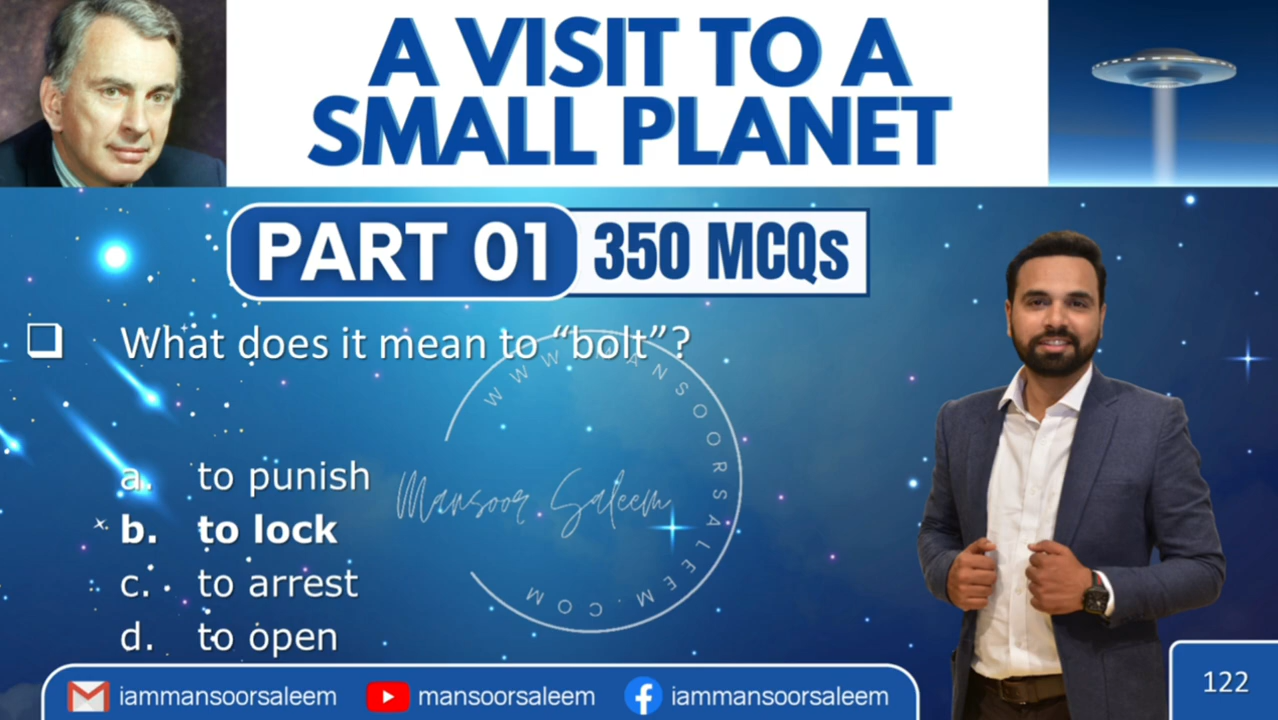 A VISIT TO A
SMALL PLANET
PART 01 350 MCQs
❑ What does it mean to “bolt”?
a. to punish
b. to lock
c. to arrest
d. to open
WWW.MANSOORSALEEM.COM
Mansoor Saleem
iammansoorsaleem mansoorsaleem iammansoorsaleem
122